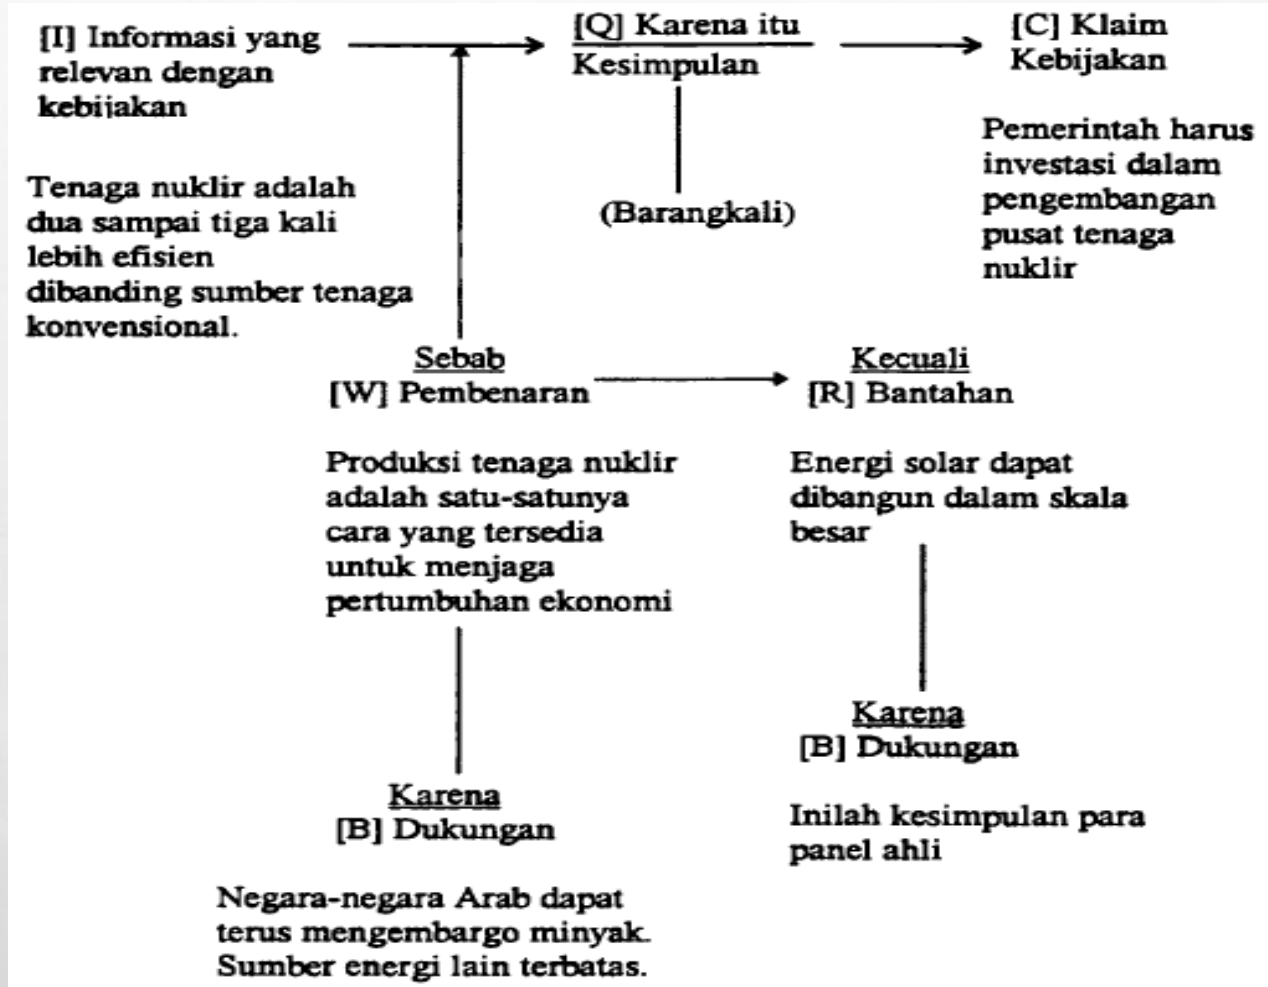 [I] Informasi yang
relevan dengan
kebijakan
[Q] Karena itu
Kesimpulan
(Barangkali)
[C] Klaim
Kebijakan
Pemerintah harus
investasi dalam
pengembangan
pusat tenaga
nuklir
Tenaga nuklir adalah
dua sampai tiga kali
lebih efisien
dibanding sumber tenaga
konvensional.
Sebab
[W] Pembenaran
Kecuali
[R] Bantahan
Produksi tenaga nuklir
adalah satu-satunya
cara yang tersedia
untuk menjaga
pertumbuhan ekonomi
Energi solar dapat
dibangun dalam skala
besar
Karena
[B] Dukungan
Inilah kesimpulan para
panel ahli
Karena
[B] Dukungan
Negara-negara Arab dapat
terus mengembargo minyak.
Sumber energi lain terbatas.